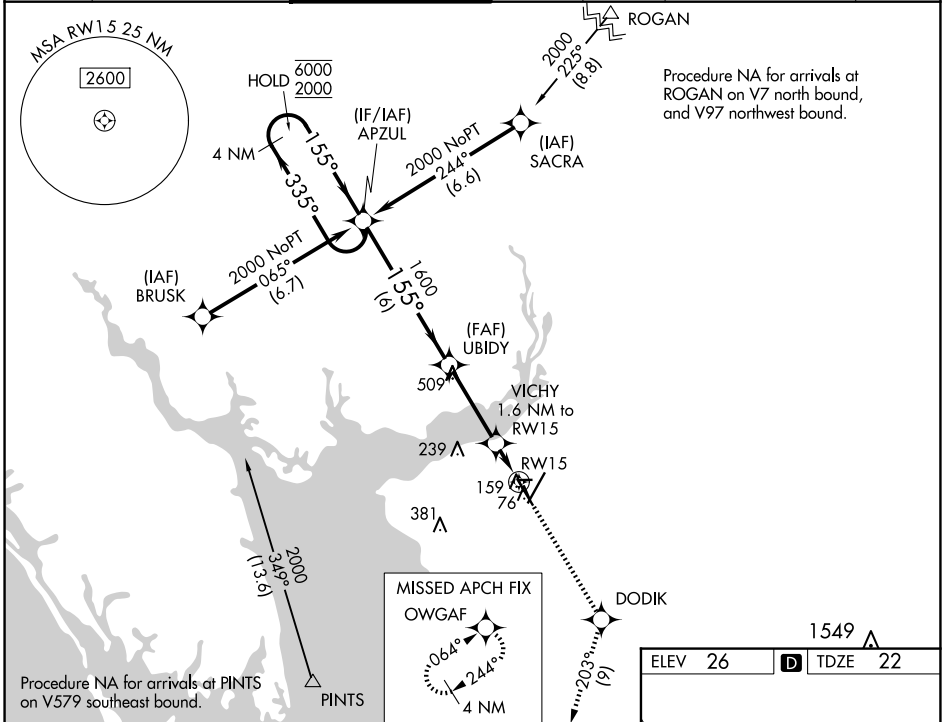 MSA RW15 25 NM
2600
HOLD 6000
2000
4 NM
155°
335°
(IF/IAF)
APZUL
ROGAN
2000
225°
(8.8)
Procedure NA for arrivals at
ROGAN on V7 north bound,
and V97 northwest bound.
(IAF)
SACRA
2000 NoPT
244°
(6.6)
(IAF)
BRUSK
2000 NoPT
065°
(6.7)
1600
155°
(6)
(FAF)
UBIDY
509
VICHY
1.6 NM to
RW15
239
RW15
159
76
381
2000
349°
(13.6)
PINTS
Procedure NA for arrivals at PINTS
on V579 southeast bound.
MISSED APCH FIX
OWGAF
064°
244°
4 NM
DODIK
203°
(9)
1549
ELEV 26 D TDZE 22